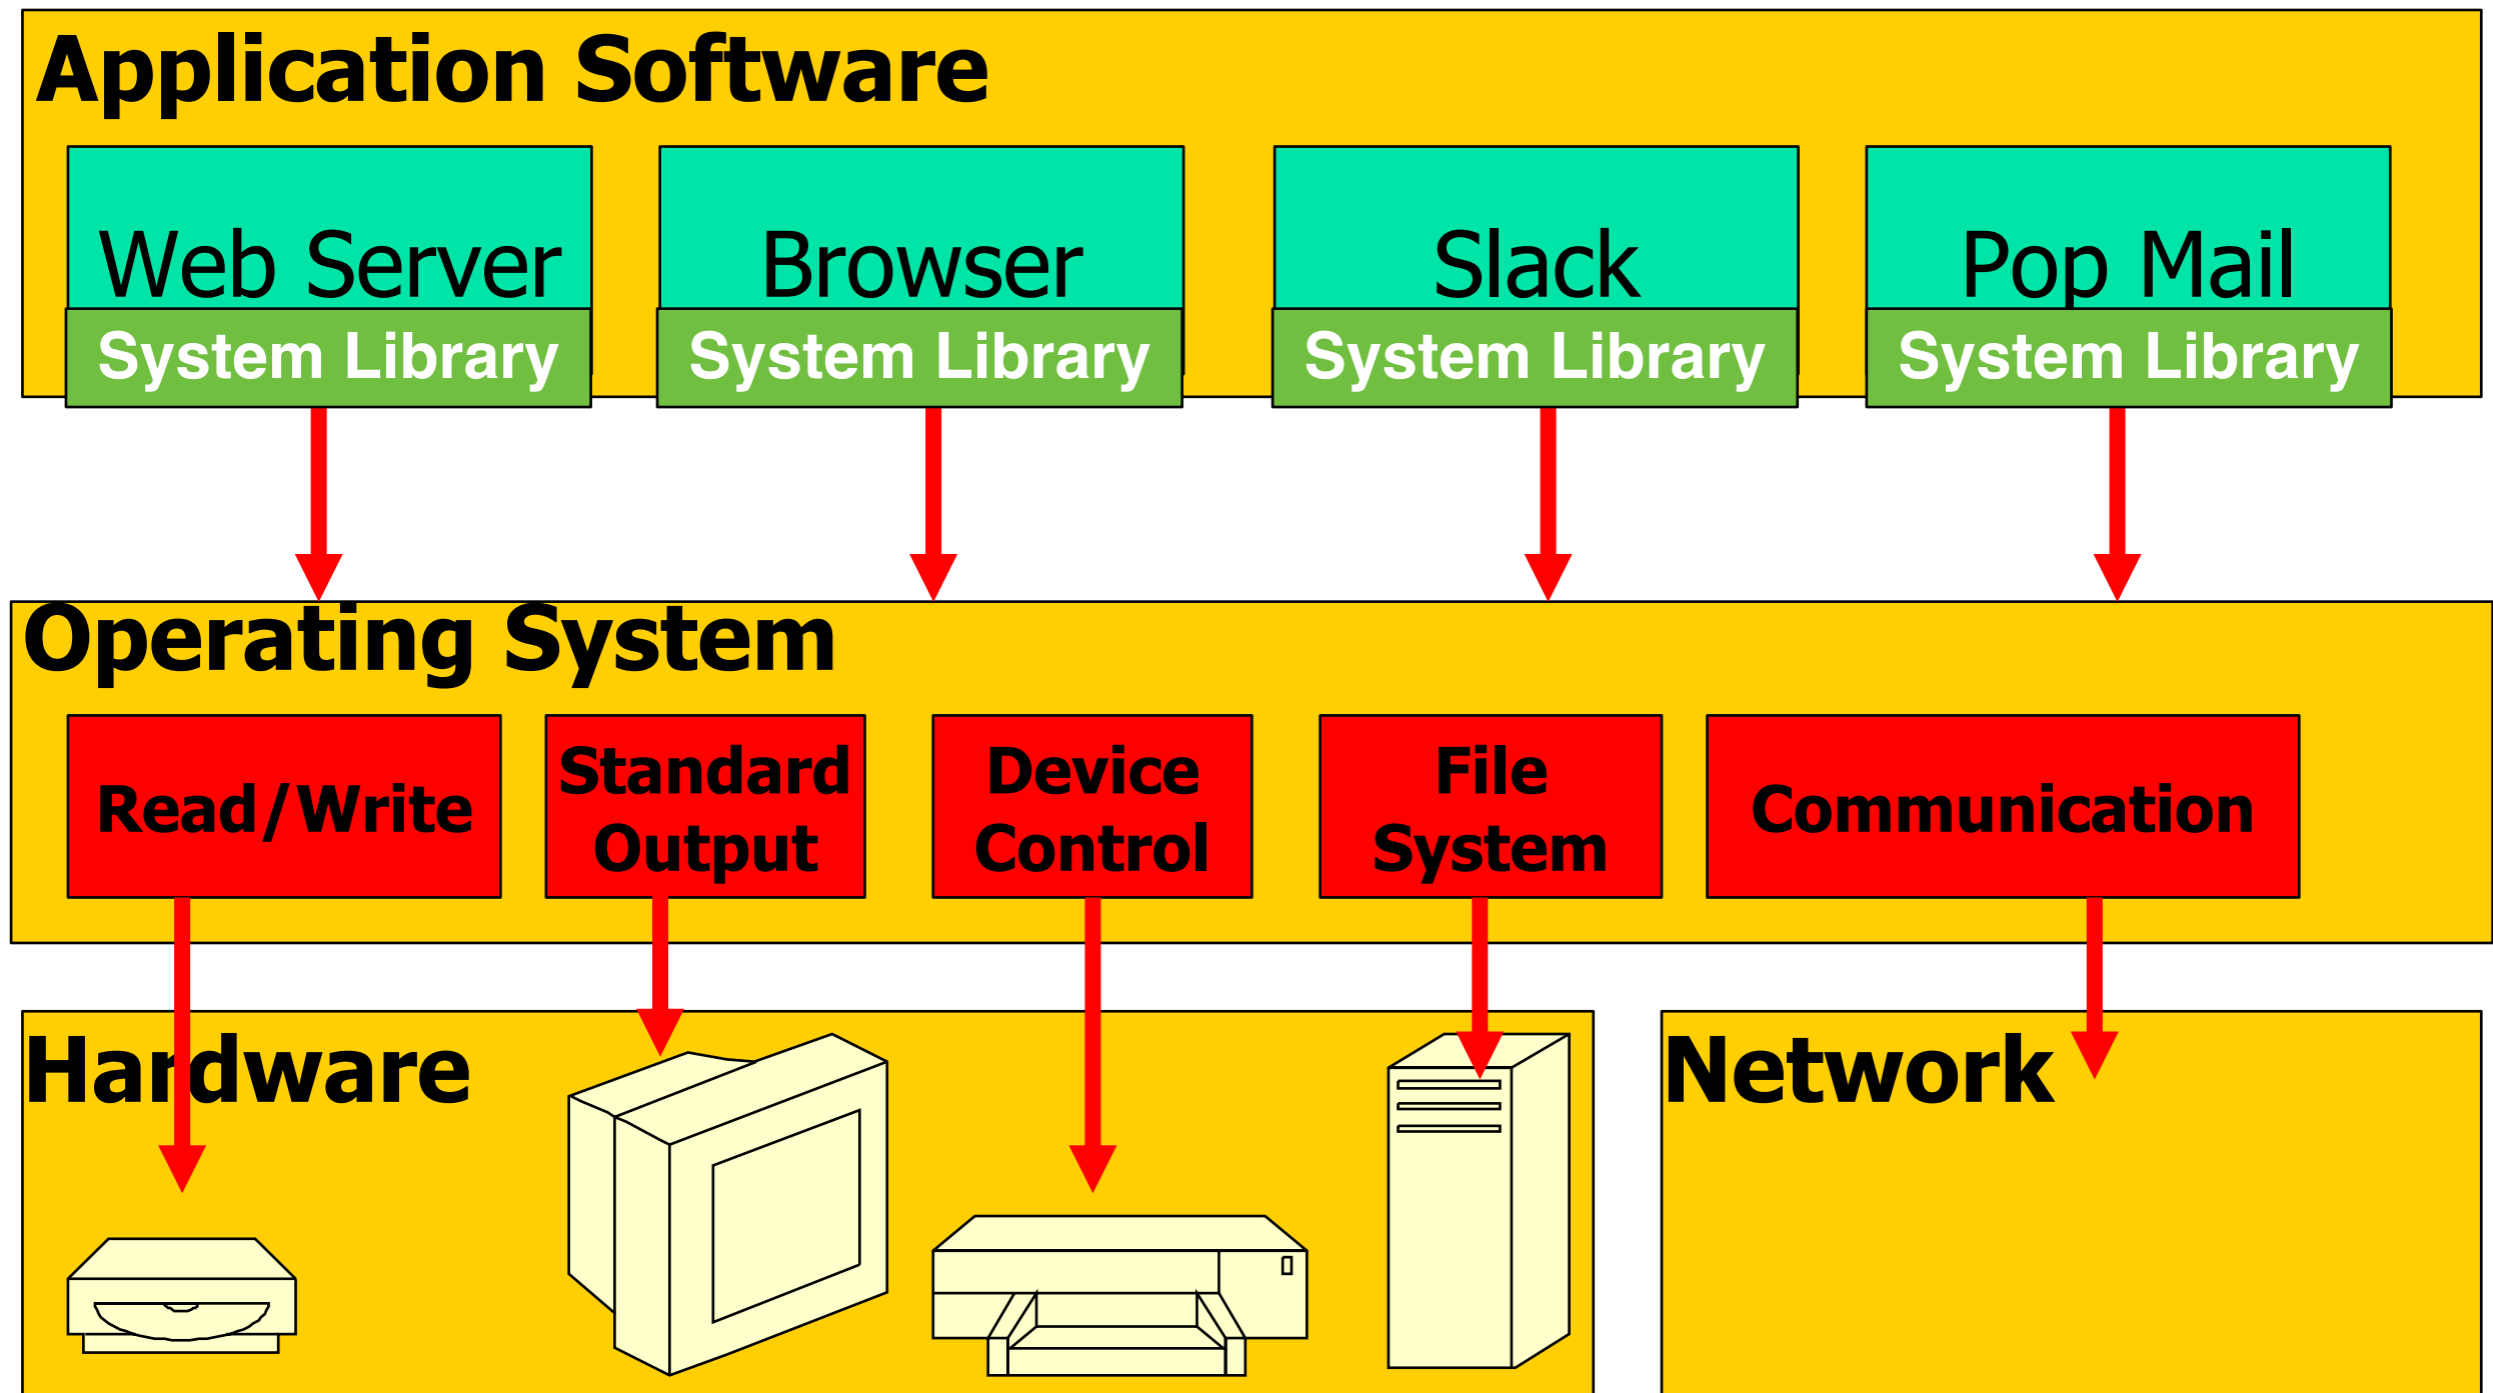 Application Software
Web Server
Browser
Slack
Pop Mail
System Library
System Library
System Library
System Library
Operating System
Read/Write
Standard
Output
Device
Control
File
System
Communication
Hardware
Network